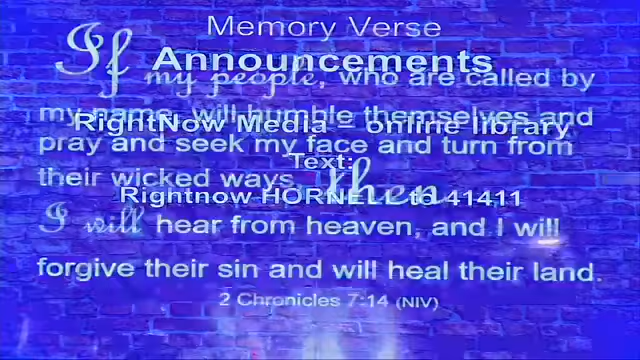 Memory Verse
If my people, who are called by
my name, will humble themselves and
pray and seek my face and turn from
their wicked ways, then
I will hear from heaven, and I will
forgive their sin and will heal their land.
2 Chronicles 7:14 (NIV)
Announcements
RightNow Media – online library
Text:
Rightnow HORNELL to 41411